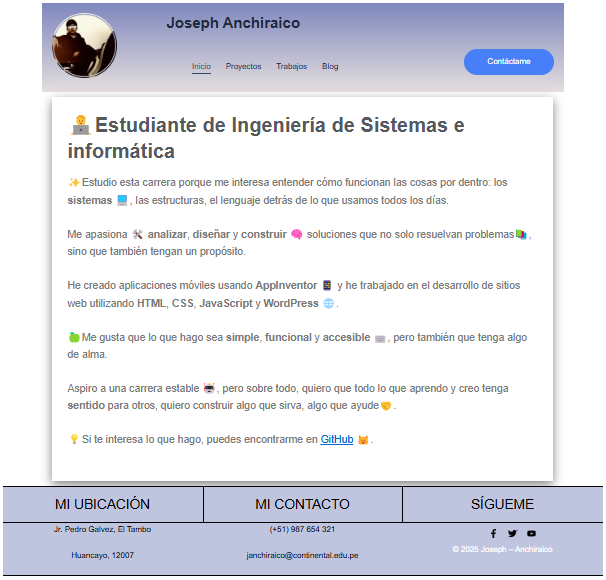 Joseph Anchiraico
Inicio Proyectos Trabajos Blog
Contáctame
Estudiante de Ingeniería de Sistemas e
informática
Estudio esta carrera porque me interesa entender cómo funcionan las cosas por dentro: los
sistemas , las estructuras, el lenguaje detrás de lo que usamos todos los días.
Me apasiona analizar, diseñar y construir soluciones que no solo resuelvan problemas ,
sino que también tengan un propósito.
He creado aplicaciones móviles usando AppInventor y he trabajado en el desarrollo de sitios
web utilizando HTML, CSS, JavaScript y WordPress .
Me gusta que lo que hago sea simple, funcional y accesible , pero también que tenga algo
de alma.
Aspiro a una carrera estable , pero sobre todo, quiero que todo lo que aprendo y creo tenga
sentido para otros, quiero construir algo que sirva, algo que ayude .
Si te interesa lo que hago, puedes encontrarme en GitHub .
MI UBICACIÓN
Jr. Pedro Galvez, El Tambo
Huancayo, 12007
MI CONTACTO
(+51) 987 654 321
janchiraico@continental.edu.pe
SÍGUEME
© 2025 Joseph – Anchiraico